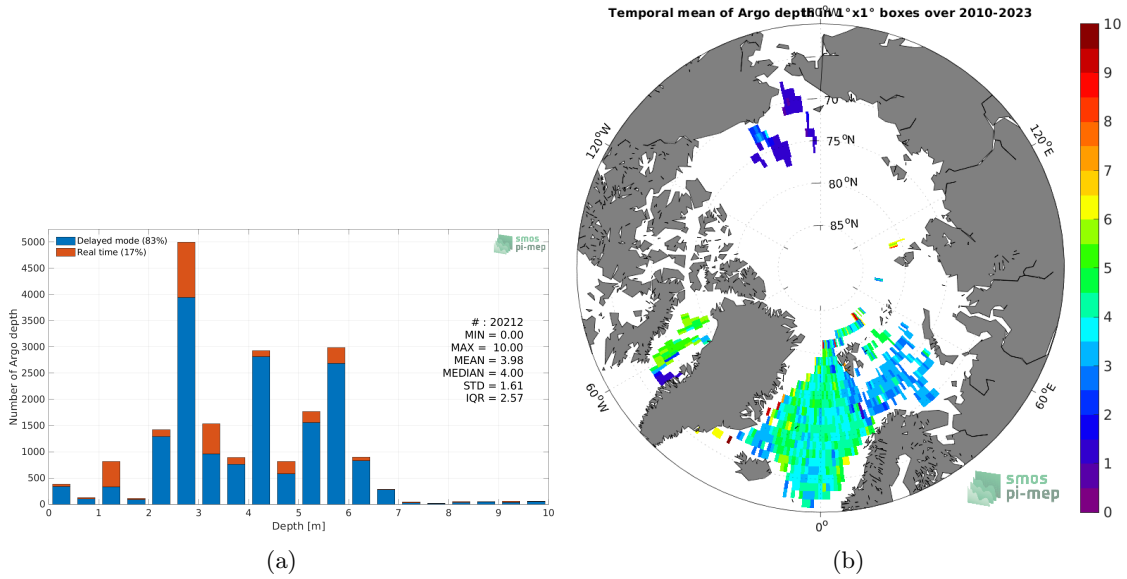 Temporal mean of Argo depth in 1°x1° boxes over 2010-2023
Delayed mode (83%)
Real time (17%)
smos
pi-mep
# : 20212
MIN = 0.00
MAX = 10.00
MEAN = 3.98
MEDIAN = 4.00
STD = 1.61
IQR = 2.57
Number of Argo depth
5000
4500
4000
3500
3000
2500
2000
1500
1000
500
0
0 1 2 3 4 5 6 7 8 9 10
Depth [m]
(a)
120°W
75°N
80°N
85°N
120°E
60°W
60°E
0°
smos
pi-mep
10
9
8
7
6
5
4
3
2
1
0
(b)